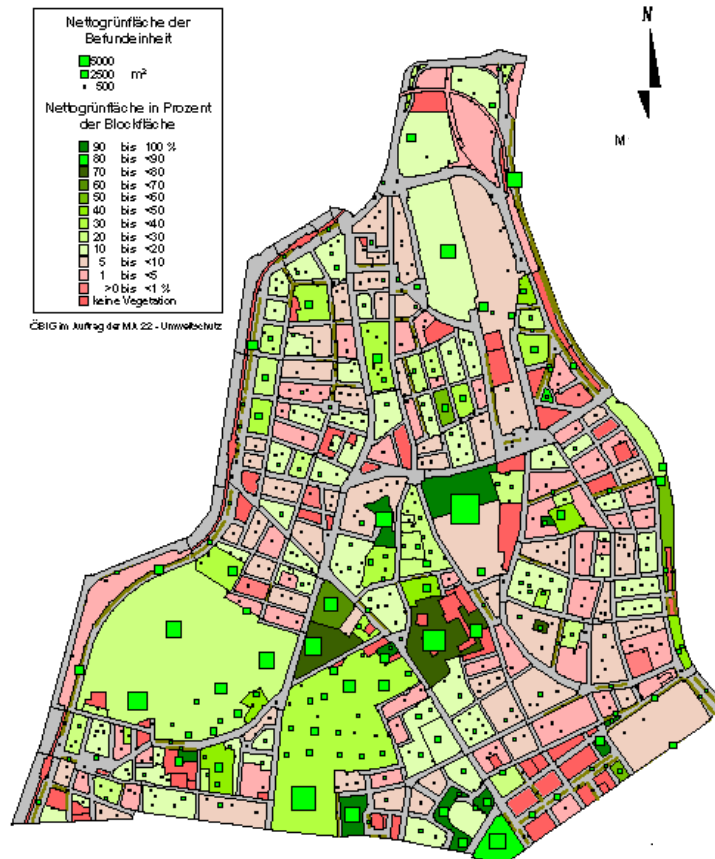 Nettogrünfläche der
Befundeinheit
5000
2500 m²
500
Nettogrünfläche in Prozent
der Blockfläche
90 bis 100 %
80 bis <90
70 bis <80
60 bis <70
50 bis <60
40 bis <50
30 bis <40
20 bis <30
10 bis <20
5 bis <10
1 bis <5
>0 bis <1 %
keine Vegetation
ÖBIG im Auftrag der MA 22 - Umweltschutz
N
M